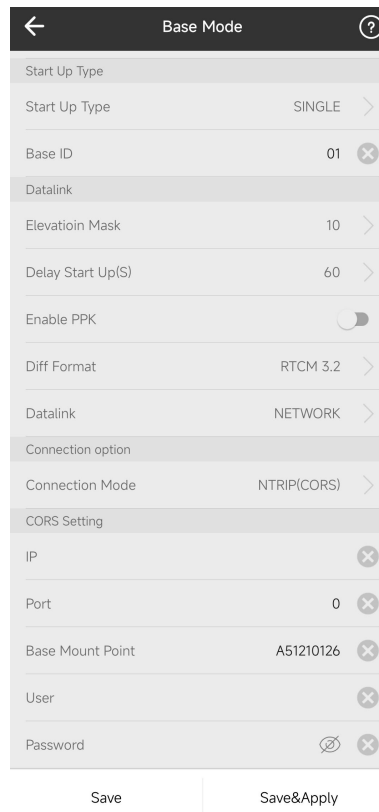 Base Mode
Start Up Type
Start Up Type SINGLE
Base ID 01
Datalink
Elevatioin Mask 10
Delay Start Up(S) 60
Enable PPK
Diff Format RTCM 3.2
Datalink NETWORK
Connection option
Connection Mode NTRIP(CORS)
CORS Setting
IP
Port 0
Base Mount Point A51210126
User
Password
Save Save&Apply